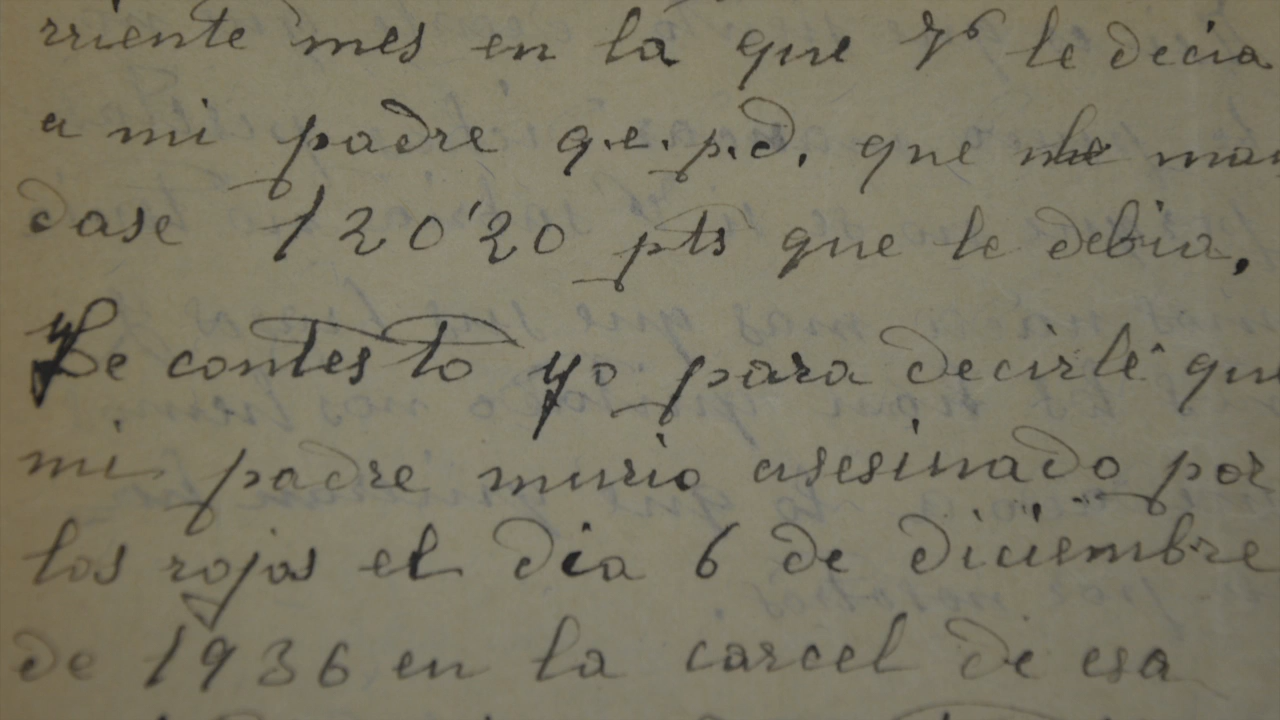 rriente mes en la que Vd le decia
a mi padre q.e.p.d. que le man
dase 120'20 pts que le debia.
Le contesto yo para decirle que
mi padre murio asesinado por
los rojos el dia 6 de diciembre
de 1936 en la carcel de esa